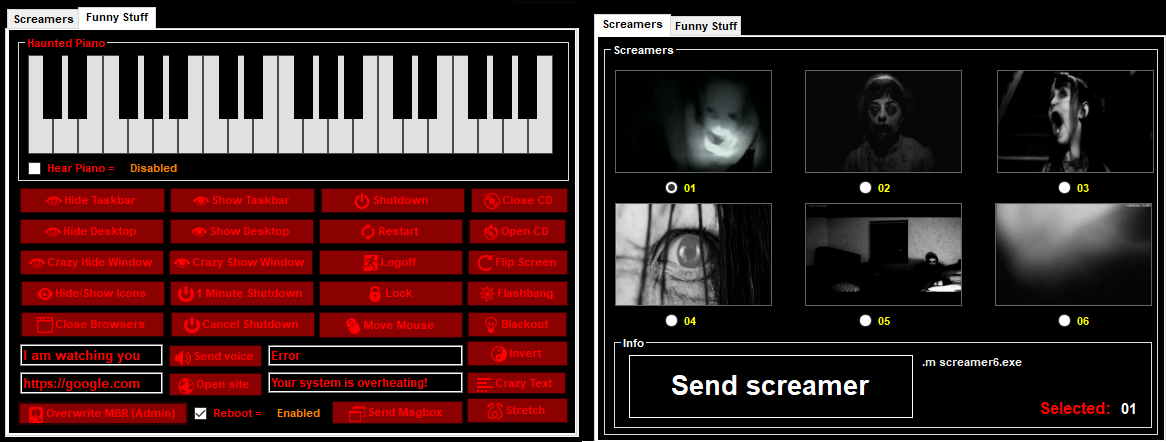 Screamers
Funny Stuff
Haunted Piano
Hear Piano =
Disabled
Hide Taskbar
Show Taskbar
Shutdown
Close CD
Hide Desktop
Show Desktop
Restart
Open CD
Crazy Hide Window
Crazy Show Window
Logoff
Flip Screen
Hide/Show Icons
1 Minute Shutdown
Lock
Flashbang
Close Browsers
Cancel Shutdown
Move Mouse
Blackout
I am watching you
Send voice
Error
Invert
https://google.com
Open site
Your system is overheating!
Crazy Text
Overwrite MBR (Admin)
Reboot =
Enabled
Send Msgbox
Stretch
Screamers
Funny Stuff
Screamers
01
02
03
04
05
06
Info
Send screamer
.m screamer6.exe
Selected: 01